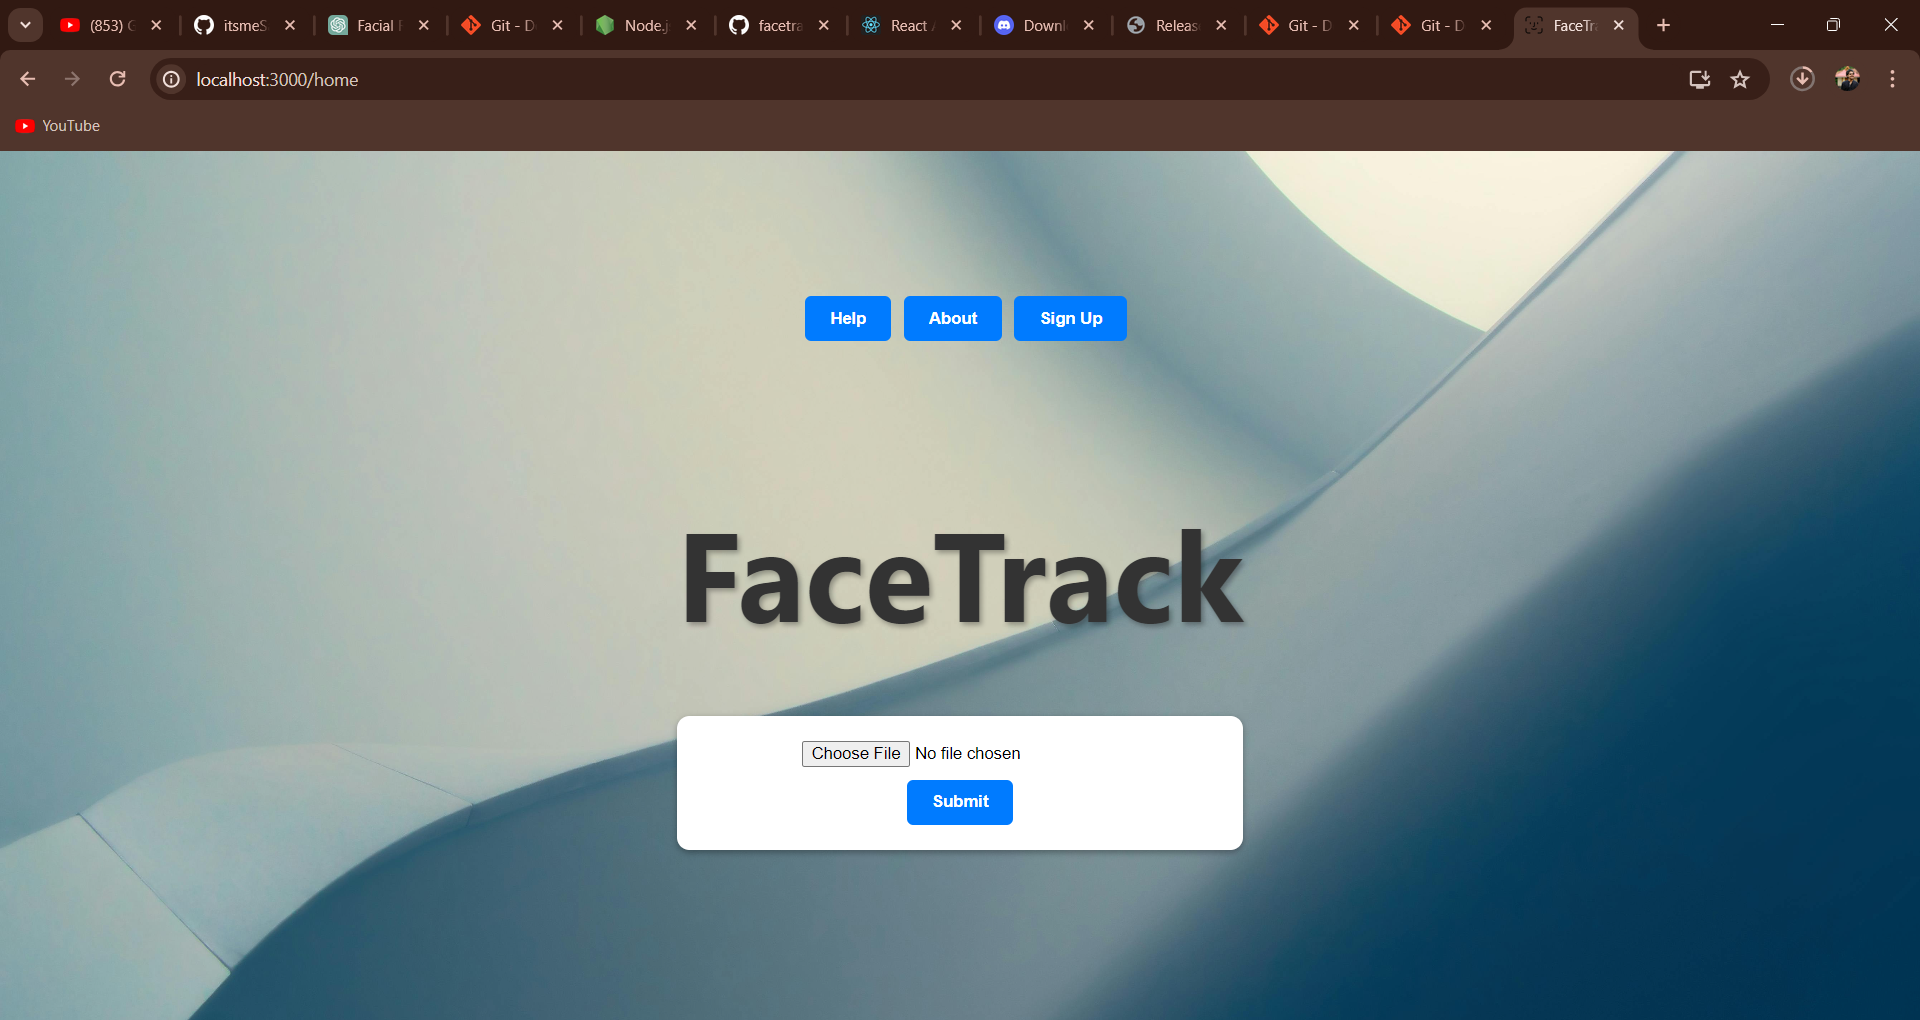 (853)
itsmeS
Facial
Git - D
Node.j
facetra
React
Downl
Releas
Git - D
Git - D
FaceTr
localhost:3000/home
YouTube
Help
About
Sign Up
FaceTrack
Choose File No file chosen
Submit